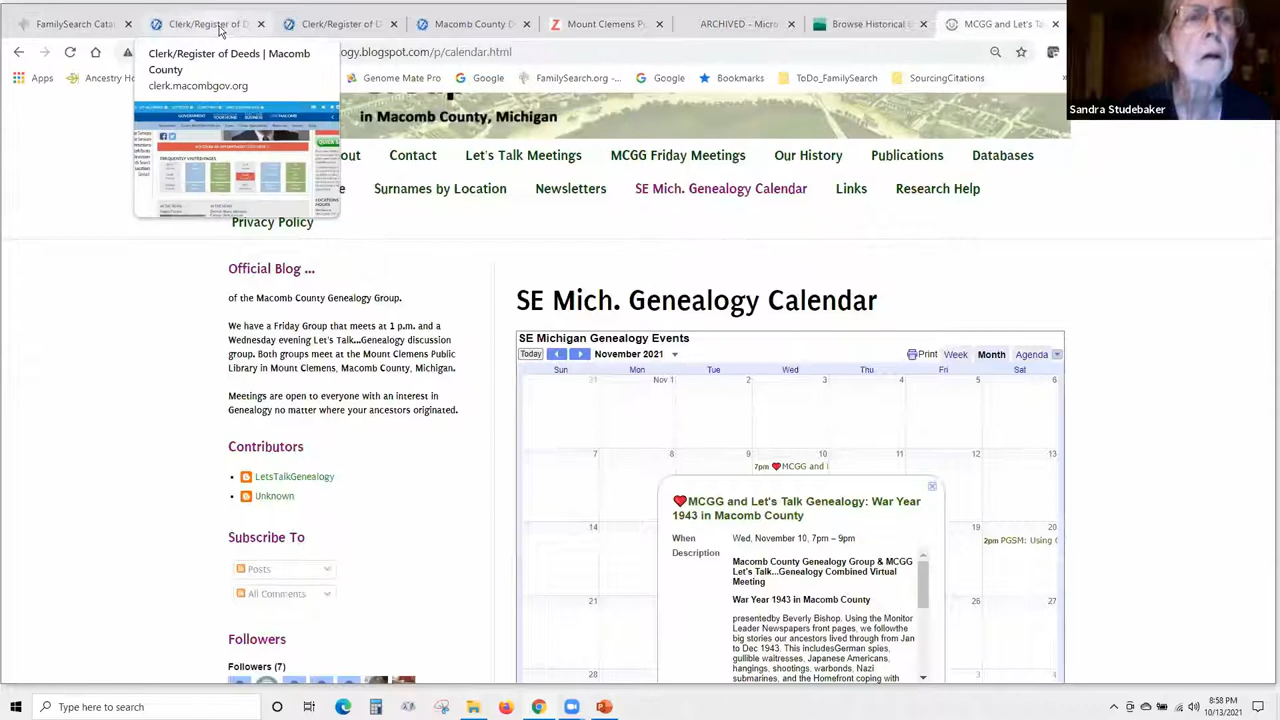 FamilySearch Catal
Clerk/Register of D
Clerk/Register of D
Macomb County D
Mount Clemens P
ARCHIVED - Micro
Browse Historical E
MCGG and Let's Ta
Clerk/Register of Deeds | Macomb
County
clerk.macombgov.org
ogy.blogspot.com/p/calendar.html
Apps
Ancestry H
Genome Mate Pro
Google
FamilySearch.org -...
Google
Bookmarks
ToDo_FamilySearch
SourcingCitations
Sandra Studebaker
in Macomb County, Michigan
out
Contact
Let's Talk Meetings
MCGG Friday Meetings
Our History
Publications
Databases
e
Surnames by Location
Newsletters
SE Mich. Genealogy Calendar
Links
Research Help
Privacy Policy
Official Blog ...
of the Macomb County Genealogy Group.
We have a Friday Group that meets at 1 p.m. and a
Wednesday evening Let's Talk...Genealogy discussion
group. Both groups meet at the Mount Clemens Public
Library in Mount Clemens, Macomb County, Michigan.
Meetings are open to everyone with an interest in
Genealogy no matter where your ancestors originated.
Contributors
LetsTalkGenealogy
Unknown
Subscribe To
Posts
All Comments
Followers
Followers (7)
SE Mich. Genealogy Calendar
SE Michigan Genealogy Events
Today
November 2021
Print
Week
Month
Agenda
Sun
Mon
Tue
Wed
Thu
Fri
Sat
31
Nov 1
2
3
4
5
6
7
8
9
10
11
12
13
7pm MCGG and l
14
19
20
2pm PGSM: Using C
21
26
27
28
3
4
MCGG and Let's Talk Genealogy: War Year
1943 in Macomb County
When
Wed, November 10, 7pm – 9pm
Description
Macomb County Genealogy Group & MCGG
Let's Talk...Genealogy Combined Virtual
Meeting
War Year 1943 in Macomb County
presentedby Beverly Bishop. Using the Monitor
Leader Newspapers front pages, we followthe
big stories our ancestors lived through from Jan
to Dec 1943. This includesGerman spies,
gullible waitresses, Japanese Americans,
hangings, shootings, warbonds, Nazi
submarines, and the Homefront coping with
Type here to search
8:58 PM
10/13/2021